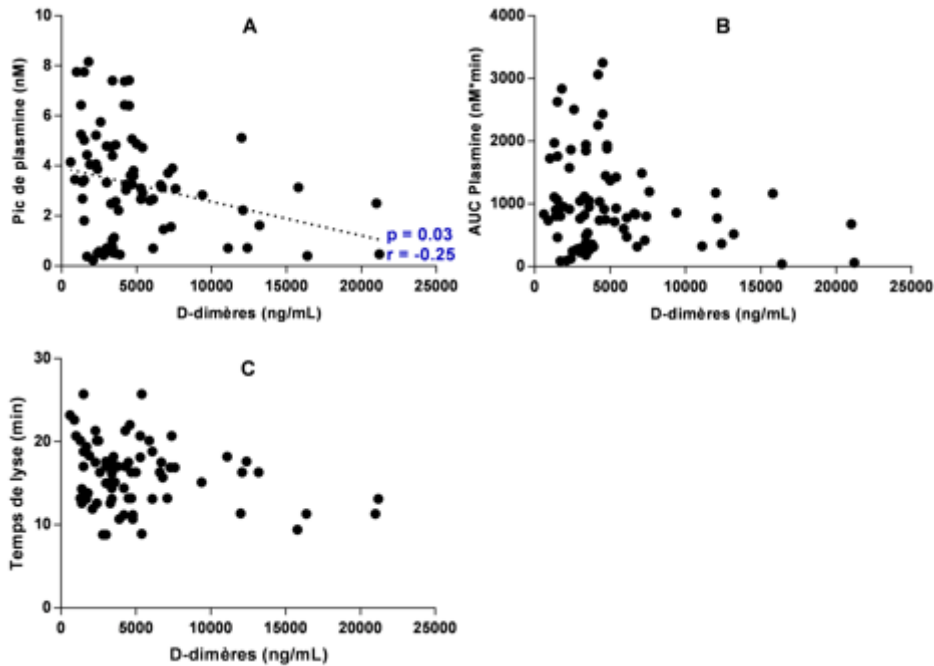 A
Pic de plasmine (nM)
10
8
6
4
2
0
p = 0.03
r = -0.25
0 5000 10000 15000 20000 25000
D-dimères (ng/mL)
B
AUC Plasmine (nM*min)
4000
3000
2000
1000
0
0 5000 10000 15000 20000 25000
D-dimères (ng/mL)
C
Temps de lyse (min)
30
20
10
0
0 5000 10000 15000 20000 25000
D-dimères (ng/mL)